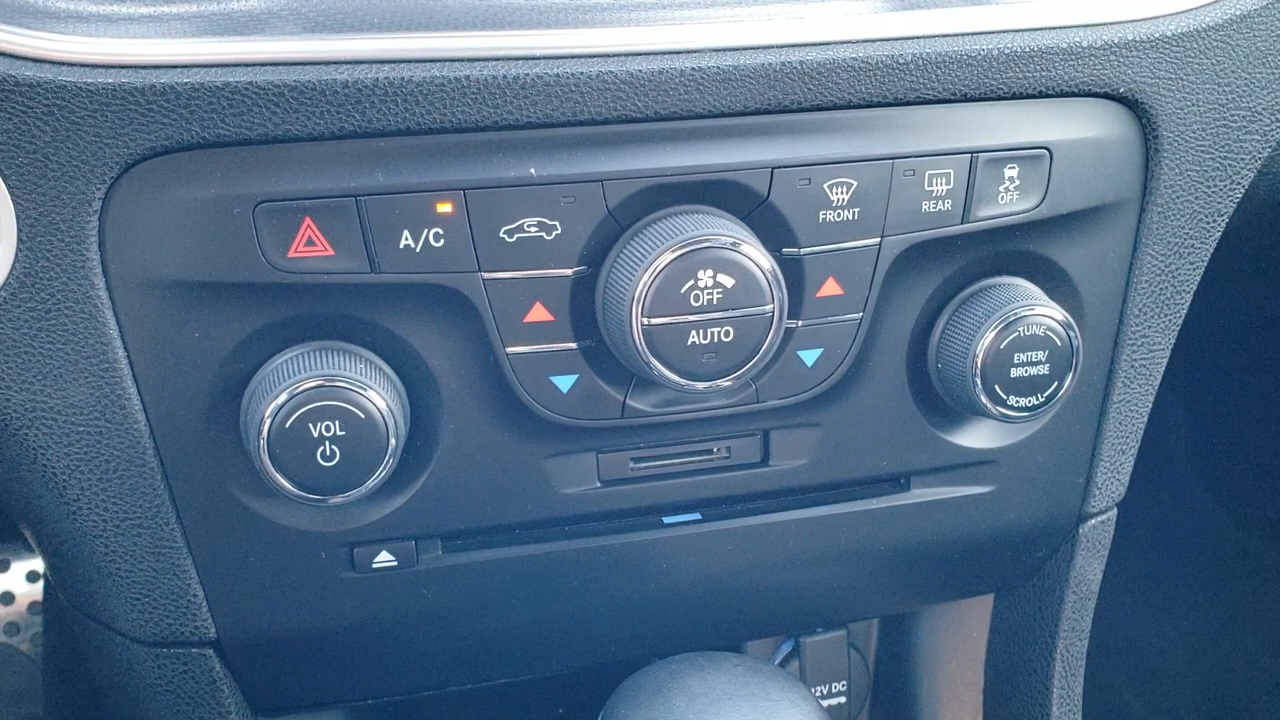 A/C
FRONT
REAR
OFF
OFF
AUTO
TUNE
ENTER/
BROWSE
SCROLL
VOL
12V DC